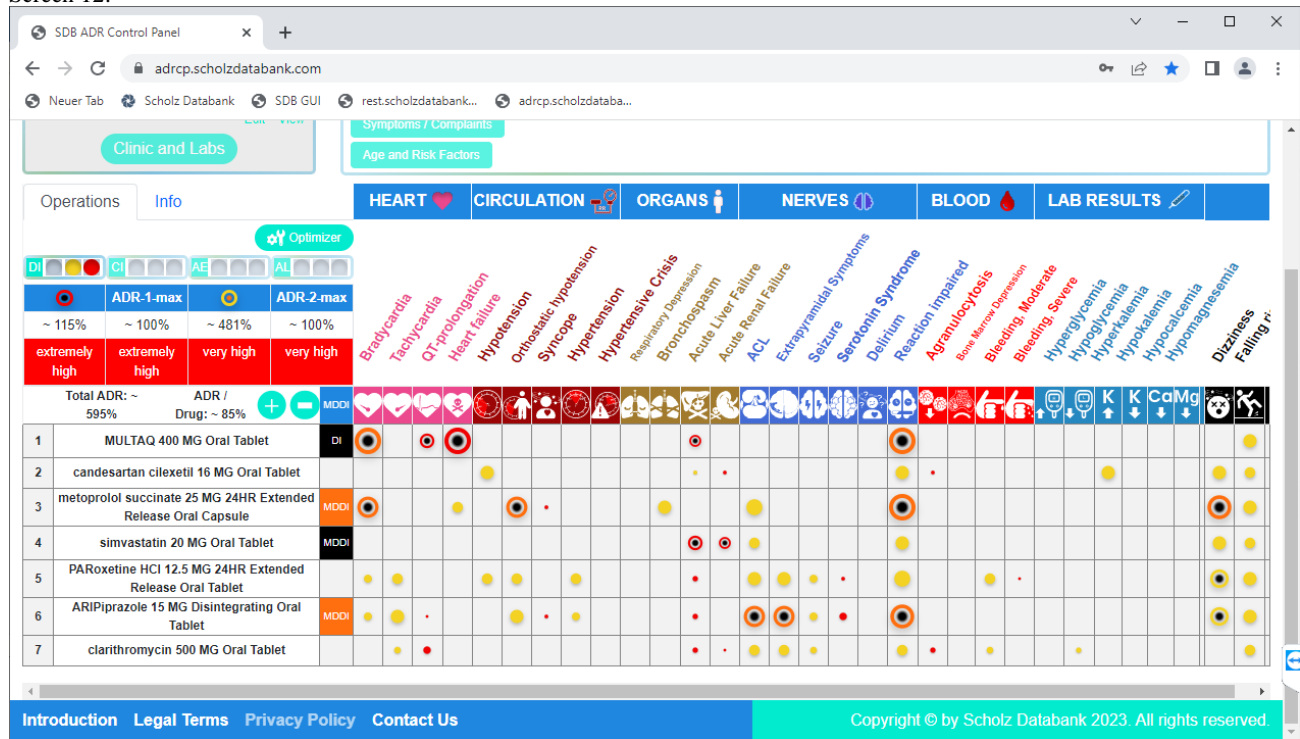 SDB ADR Control Panel
adrcp.scholzdatabank.com
Neuer Tab Scholz Databank SDB GUI rest.scholzdatabank... adrcp.scholzdataba...
Clinic and Labs
Symptoms / Complaints
Age and Risk Factors
Operations Info
HEART CIRCULATION ORGANS NERVES BLOOD LAB RESULTS
Optimizer
DI CI AE AL
ADR-1-max ADR-2-max
~ 115% ~ 100% ~ 481% ~ 100%
extremely high extremely high very high very high
Total ADR: ~ 595% ADR / Drug: ~ 85% MDDI
Bradycardia
Tachycardia
QT-prolongation
Heart failure
Hypotension
Orthostatic hypotension
Syncope
Hypertension
Hypertensive Crisis
Respiratory Depression
Bronchospasm
Acute Liver Failure
Acute Renal Failure
ACL
Extrapyramidal Symptoms
Seizure
Serotonin Syndrome
Delirium
Reaction impaired
Agranulocytosis
Bone Marrow Depression
Bleeding, Moderate
Bleeding, Severe
Hyperglycemia
Hypoglycemia
Hyperkalemia
Hypokalemia
Hypocalcemia
Hypomagnesemia
Dizziness
Falling
K K Ca Mg
1 MULTAQ 400 MG Oral Tablet DI
2 candesartan cilexetil 16 MG Oral Tablet
3 metoprolol succinate 25 MG 24HR Extended Release Oral Capsule MDDI
4 simvastatin 20 MG Oral Tablet MDDI
5 PARoxetine HCl 12.5 MG 24HR Extended Release Oral Tablet
6 ARIPiprazole 15 MG Disintegrating Oral Tablet MDDI
7 clarithromycin 500 MG Oral Tablet
Introduction Legal Terms Privacy Policy Contact Us
Copyright © by Scholz Databank 2023. All rights reserved.